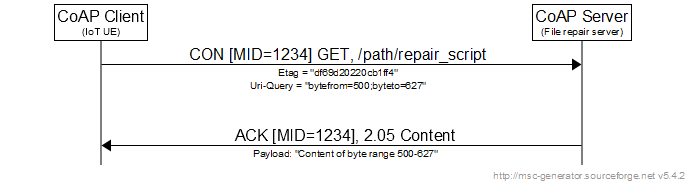 CoAP Client
(IoT UE)
CoAP Server
(File repair server)
CON [MID=1234] GET, /path/repair_script
Etag = "df69d20220cb1ff4"
Uri-Query = "bytefrom=500;byteto=627"
ACK [MID=1234], 2.05 Content
Payload: "Content of byte range 500-627"
http://msc-generator.sourceforge.net v5.4.2